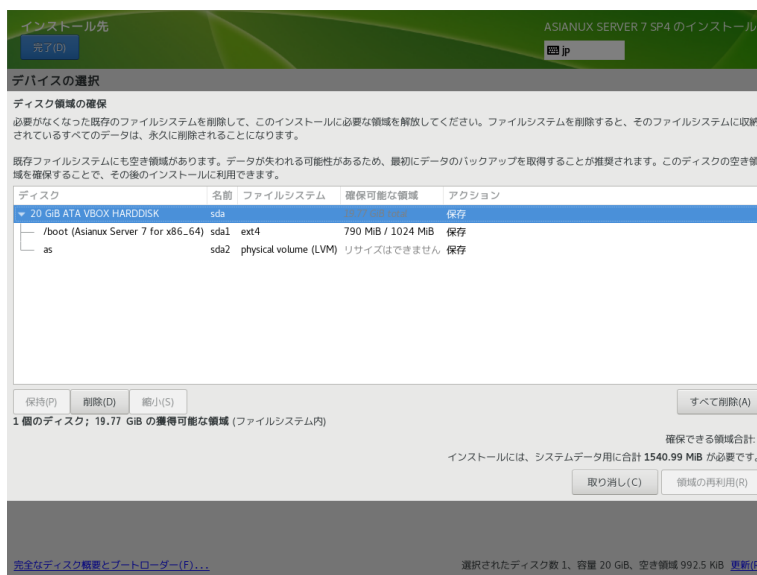 インストール先
ASIANUX SERVER 7 SP4 のインストール
完了(D)
jp
デバイスの選択
ディスク領域の確保
必要がなくなった既存のファイルシステムを削除して、このインストールに必要な領域を解放してください。ファイルシステムを削除すると、そのファイルシステムに収納
されているすべてのデータは、永久に削除されることになります。
既存ファイルシステムにも空き領域があります。データが失われる可能性があるため、最初にデータのバックアップを取得することが推奨されます。このディスクの空き領
域を確保することで、その後のインストールに利用できます。
ディスク 名前 ファイルシステム 確保可能な領域 アクション
20 GiB ATA VBOX HARDDISK sda 保存
/boot (Asianux Server 7 for x86_64) sda1 ext4 790 MiB / 1024 MiB 保存
as sda2 physical volume (LVM) リサイズはできません 保存
保持(P) 削除(D) 縮小(S) すべて削除(A)
1 個のディスク; 19.77 GiB の獲得可能な領域 (ファイルシステム内)
確保できる領域合計:
インストールには、システムデータ用に合計 1540.99 MiB が必要です。
取り消し(C) 領域の再利用(R)
完全なディスク概要とブートローダー(F)... 選択されたディスク数 1、容量 20 GiB、空き領域 992.5 KiB 更新(